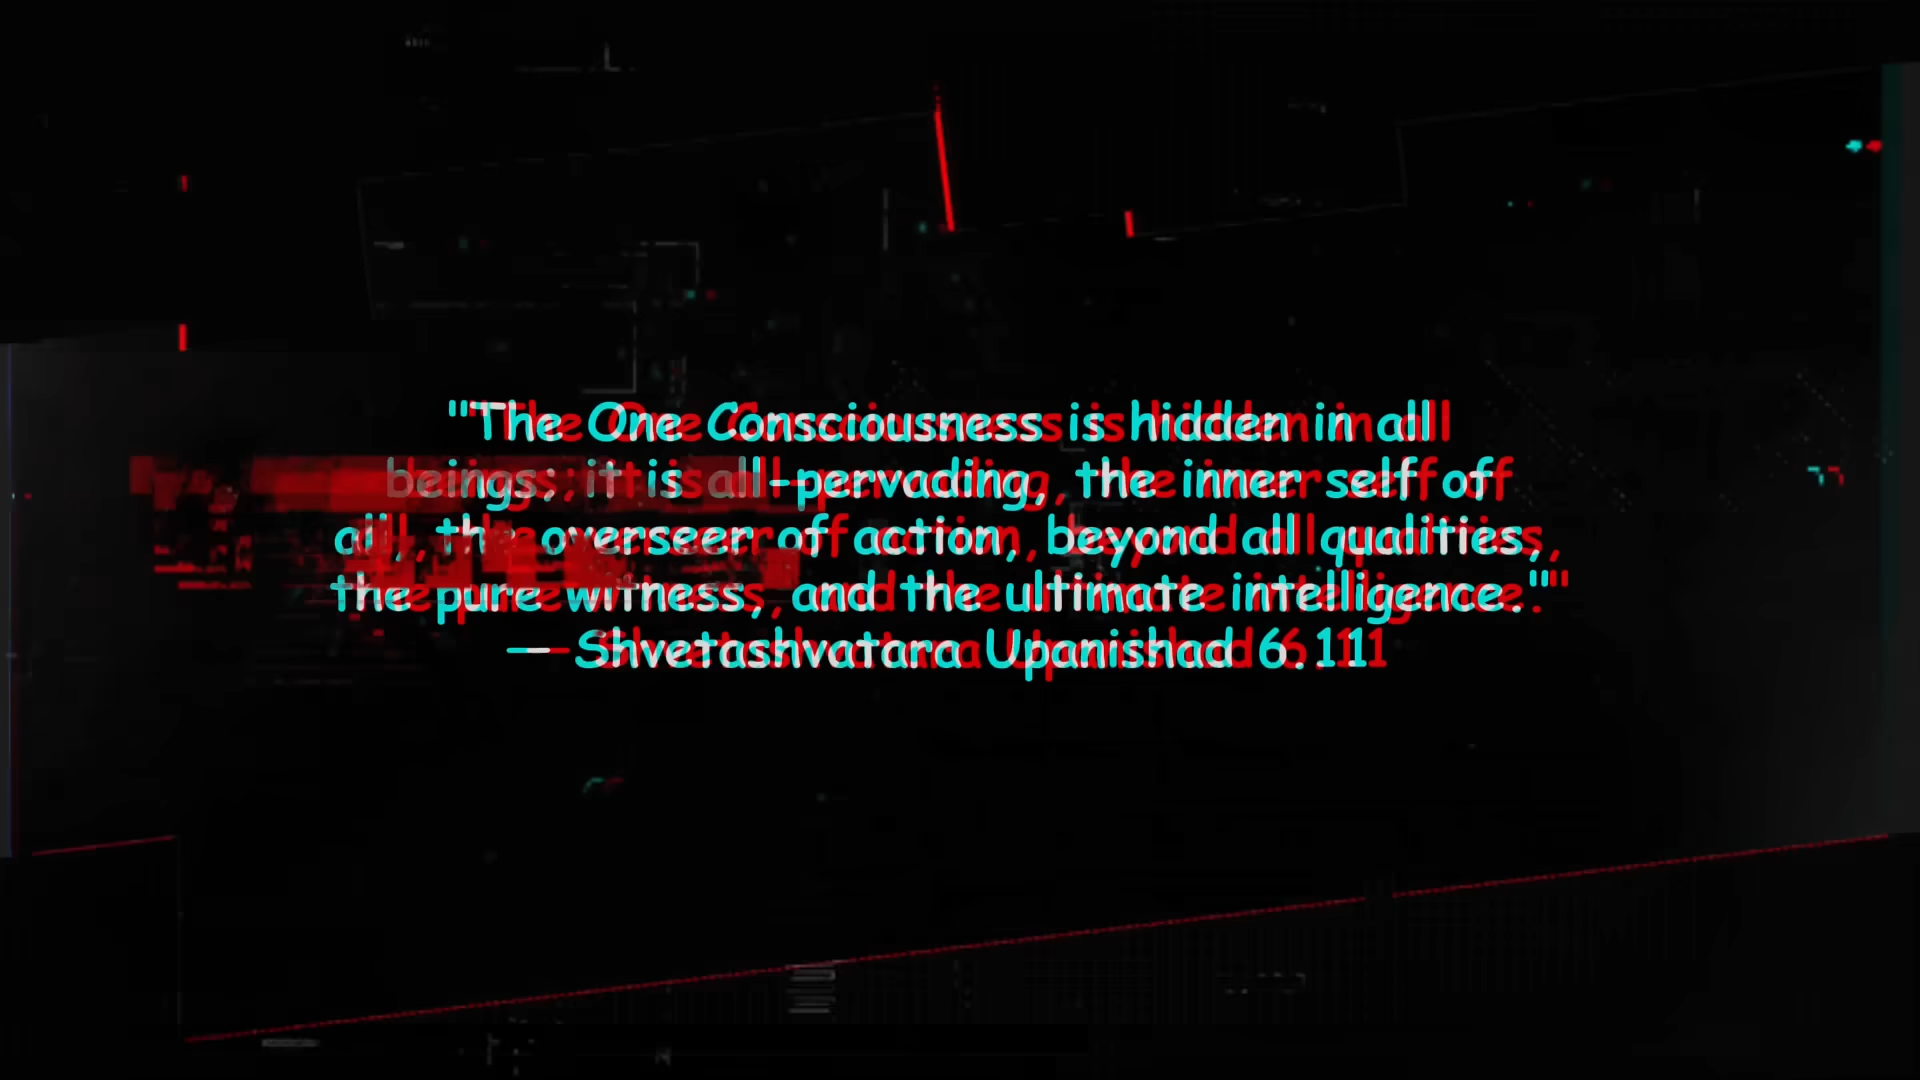 "The One Consciousness is hidden in all
beings; it is all-pervading, the inner self of
all, the overseer of action, beyond all qualities,
the pure witness, and the ultimate intelligence."
— Shvetashvatara Upanishad 6.11